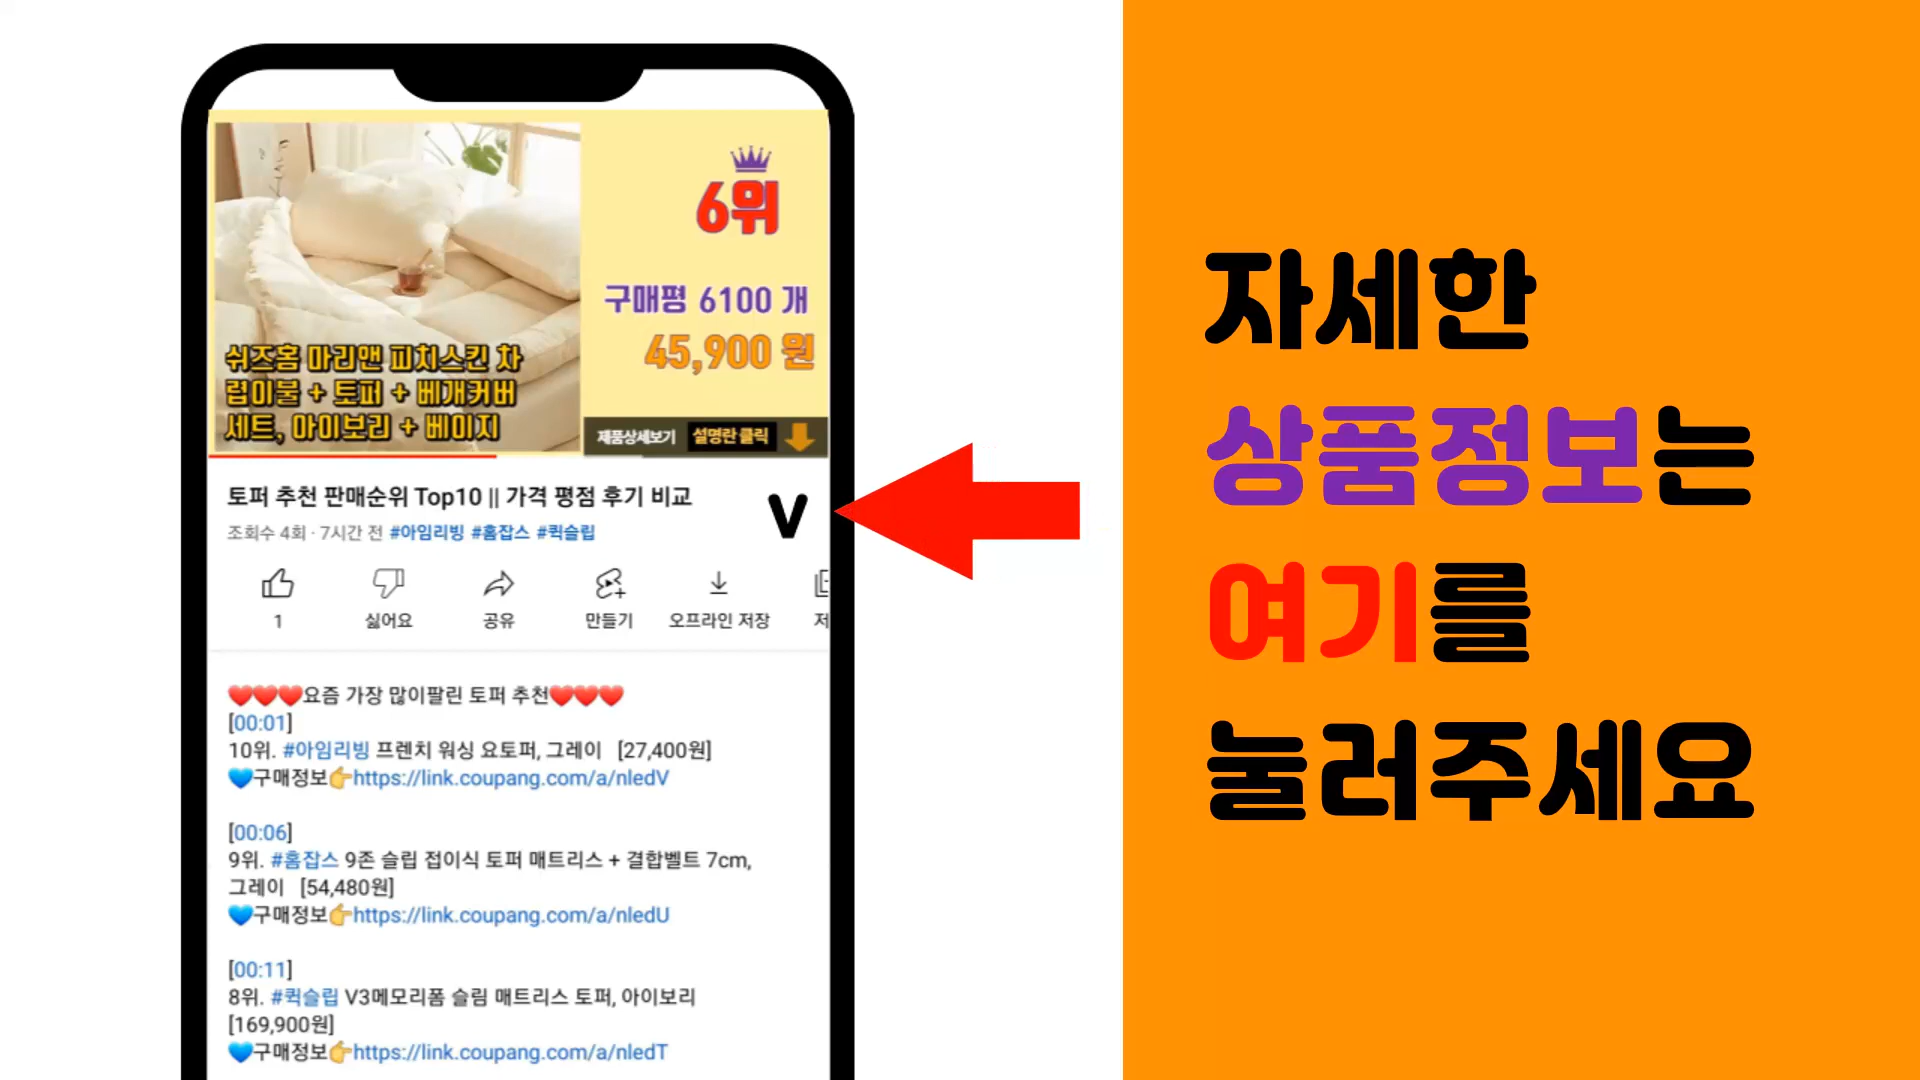 6위
구매평 6100 개
45,900 원
쉬즈홈 마리앤 피치스킨 차
렵이불 + 토퍼 + 베개커버
세트, 아이보리 + 베이지
제품상세보기 설명란 클릭
토퍼 추천 판매순위 Top10 || 가격 평점 후기 비교
조회수 4회 · 7시간 전 #아임리빙 #홈잡스 #퀵슬립
V
1 싫어요 공유 만들기 오프라인 저장 저
❤❤❤요즘 가장 많이팔린 토퍼 추천❤❤❤
[00:01]
10위. #아임리빙 프렌치 워싱 요토퍼, 그레이 [27,400원]
💙구매정보👉https://link.coupang.com/a/nledV
[00:06]
9위. #홈잡스 9존 슬립 접이식 토퍼 매트리스 + 결합벨트 7cm,
그레이 [54,480원]
💙구매정보👉https://link.coupang.com/a/nledU
[00:11]
8위. #퀵슬립 V3메모리폼 슬림 매트리스 토퍼, 아이보리
[169,900원]
💙구매정보👉https://link.coupang.com/a/nledT
자세한
상품정보는
여기를
눌러주세요